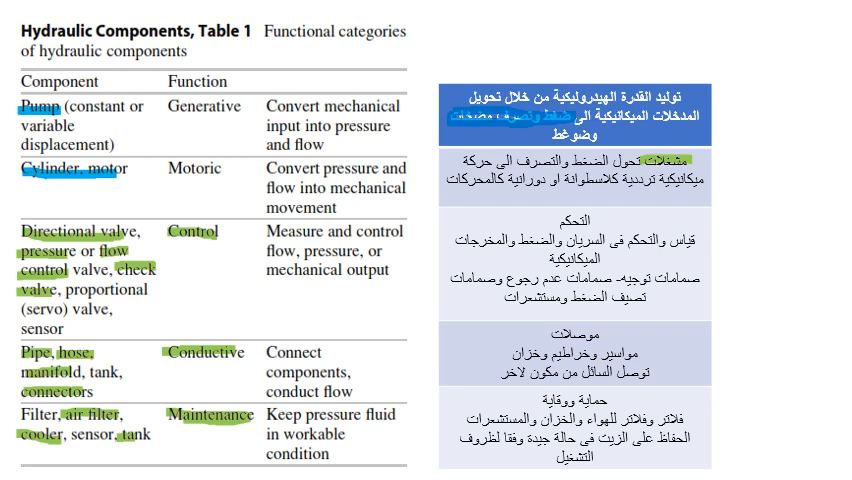 Hydraulic Components, Table 1 Functional categories
of hydraulic components
Component Function
Pump (constant or Generative Convert mechanical
variable input into pressure
displacement) and flow
Cylinder, motor Motoric Convert pressure and
flow into mechanical
movement
Directional valve, Control Measure and control
pressure or flow flow, pressure, or
control valve, check mechanical output
valve, proportional
(servo) valve,
sensor
Pipe, hose, Conductive Connect
manifold, tank, components,
connectors conduct flow
Filter, air filter, Maintenance Keep pressure fluid
cooler, sensor, tank in workable
condition
توليد القدرة الهيدروليكية من خلال تحويل
المدخلات الميكانيكية الى ضغط وتصرف مضخات
وضوغط
مشغلات تحول الضغط والتصرف الى حركة
ميكانيكية ترددية كلاسطوانة او دورانية كالمحركات
التحكم
قياس والتحكم فى السريان والضغط والمخرجات
الميكانيكية
صمامات توجيه- صمامات عدم رجوع وصمامات
تصيف الضغط ومستشعرات
موصلات
مواسير وخراطيم وخزان
توصل السائل من مكون لاخر
حماية ووقاية
فلاتر وفلاتر للهواء والخزان والمستشعرات
الحفاظ على الزيت فى حالة جيدة وفقا لظروف
التشغيل